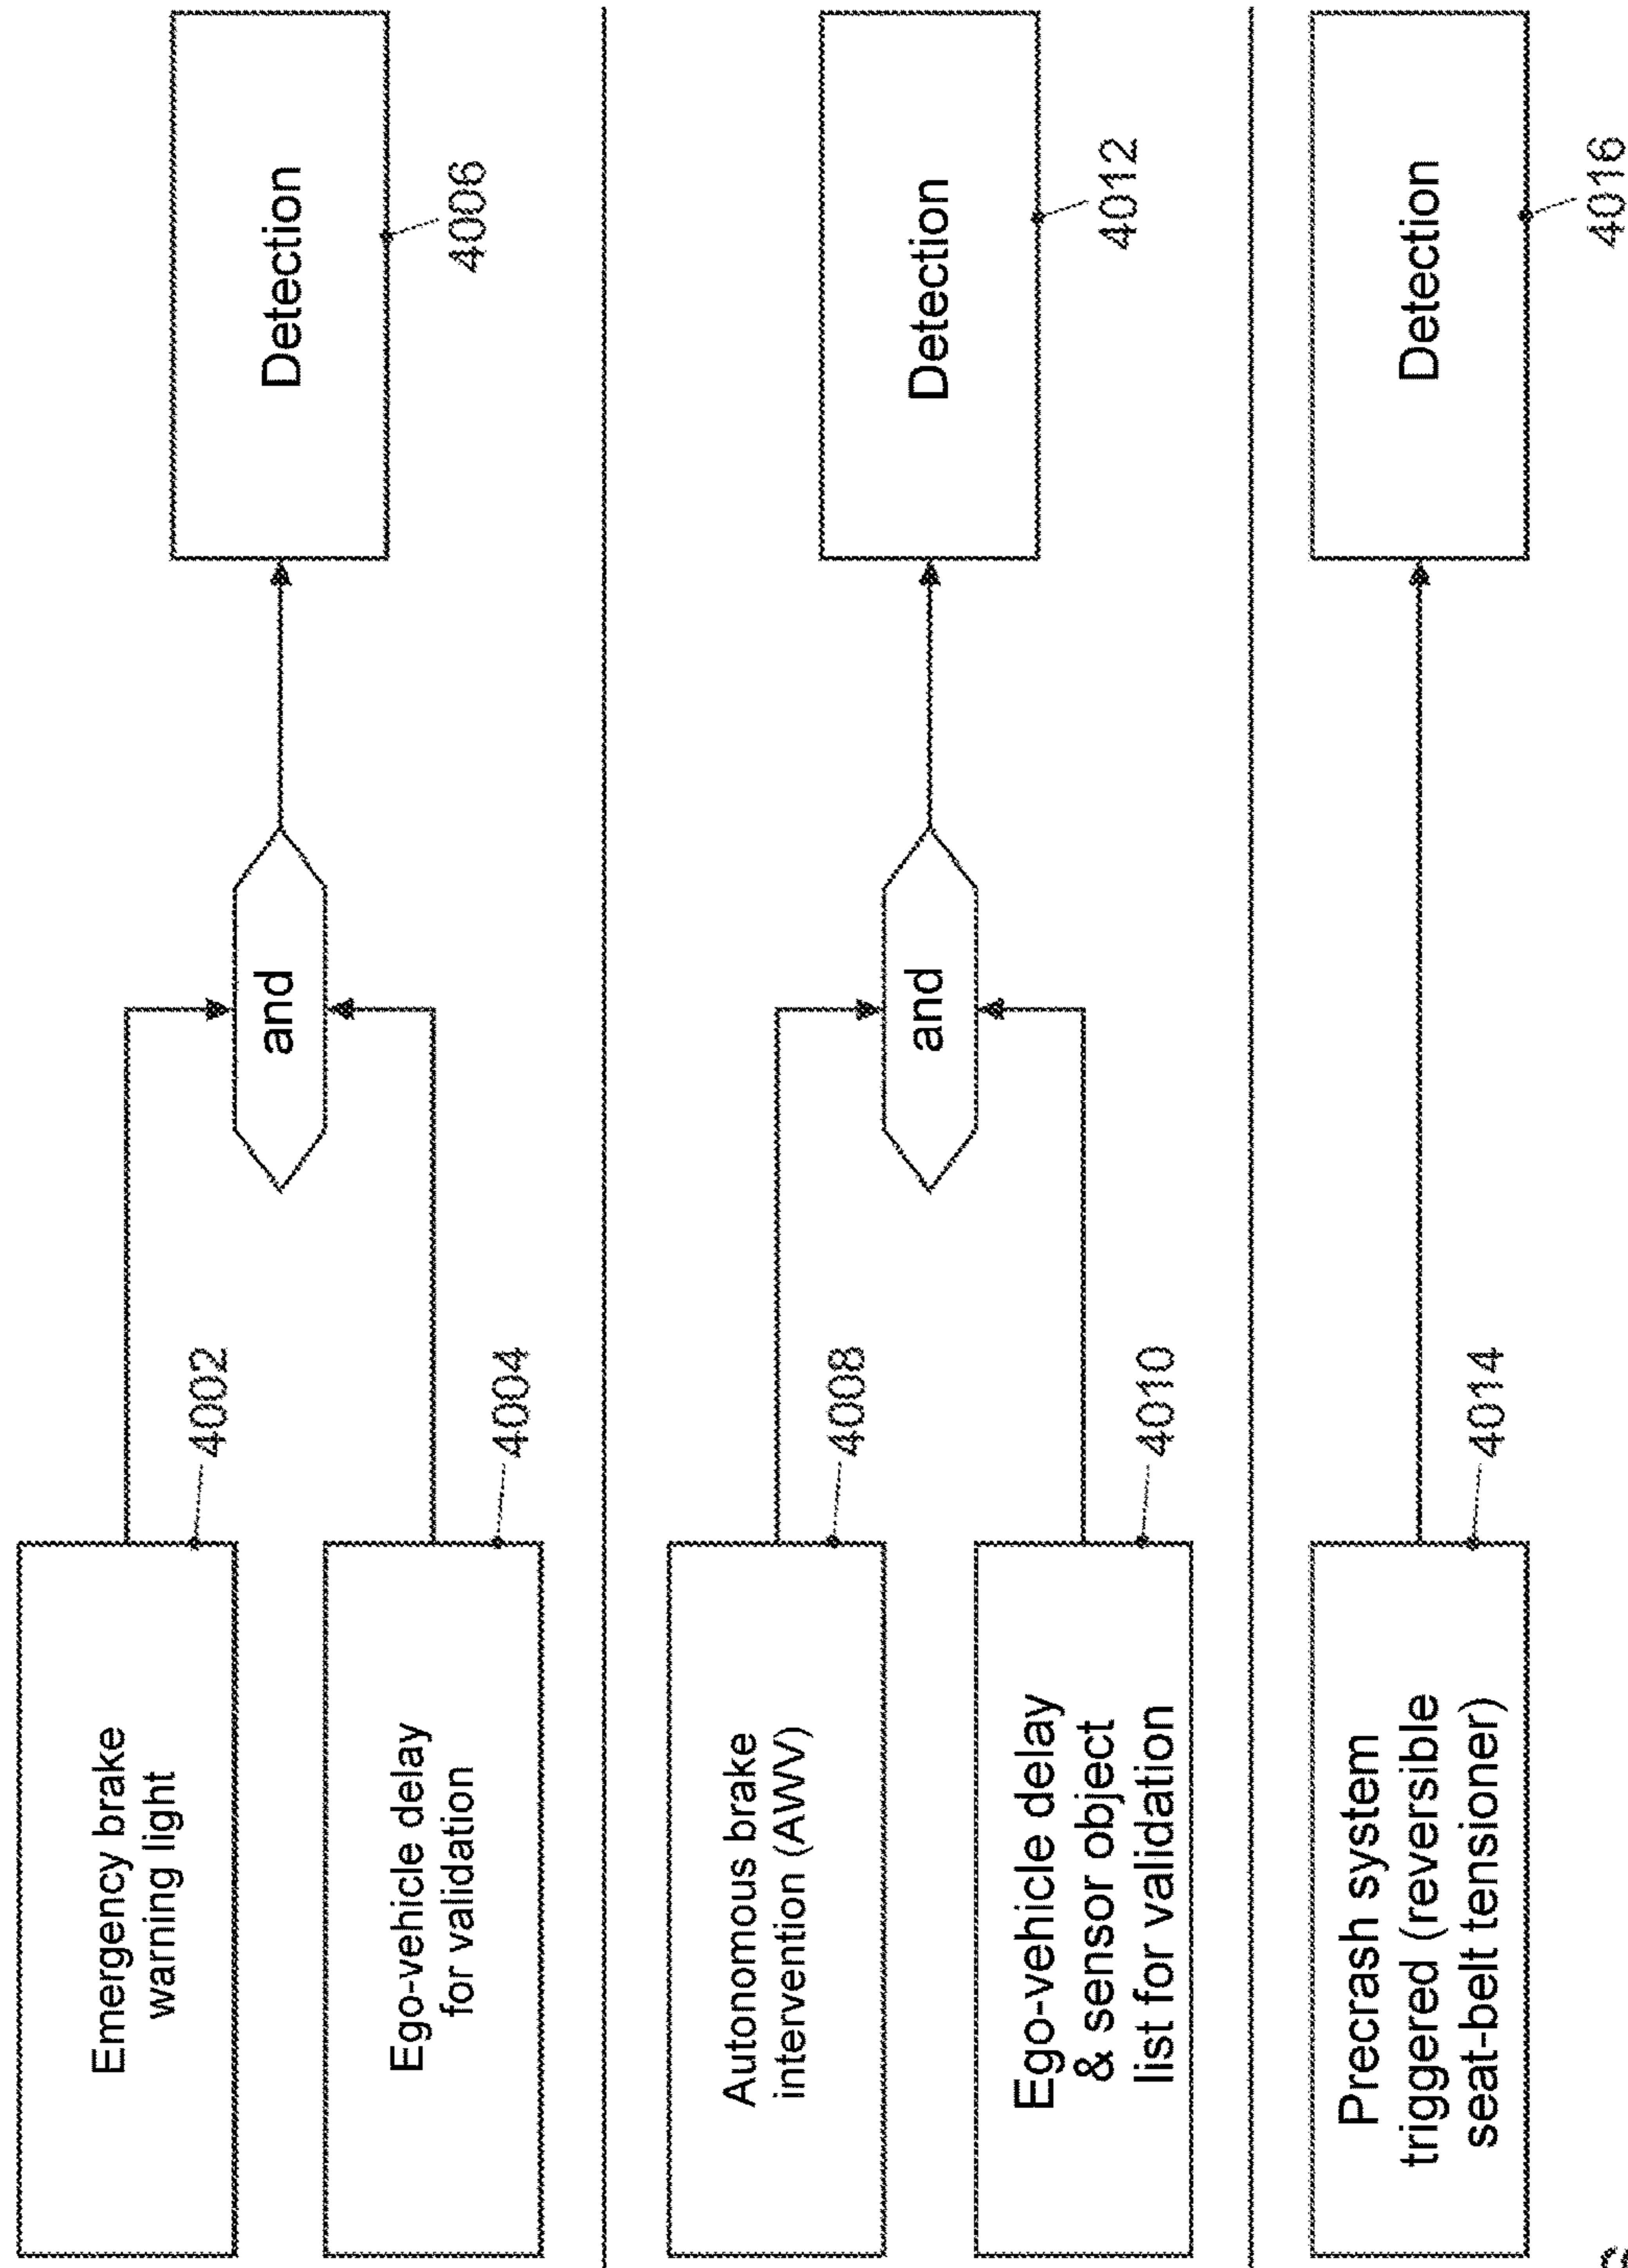 Emergency brake
warning light
4002
Ego-vehicle delay
for validation
4004
and
Detection
4006
Autonomous brake
intervention (AWV)
4008
Ego-vehicle delay
& sensor object
list for validation
4010
and
Detection
4012
Precrash system
triggered (reversible
seat-belt tensioner)
4014
Detection
4016